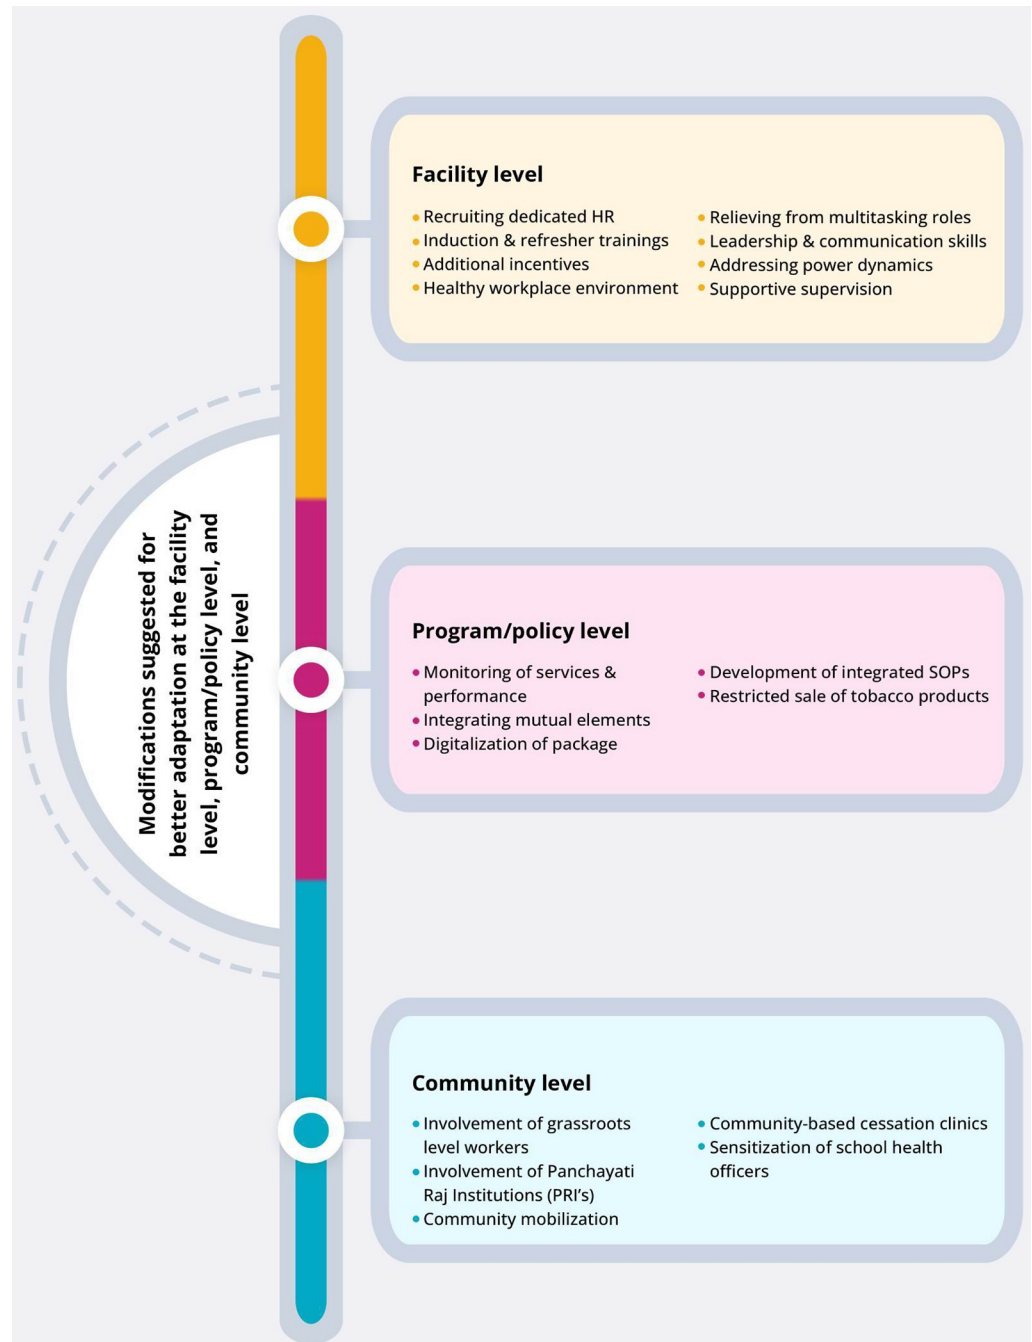 Modifications suggested for
better adaptation at the facility
level, program/policy level, and
community level
Facility level
• Recruiting dedicated HR
• Induction & refresher trainings
• Additional incentives
• Healthy workplace environment
• Relieving from multitasking roles
• Leadership & communication skills
• Addressing power dynamics
• Supportive supervision
Program/policy level
• Monitoring of services &
performance
• Integrating mutual elements
• Digitalization of package
• Development of integrated SOPs
• Restricted sale of tobacco products
Community level
• Involvement of grassroots
level workers
• Involvement of Panchayati
Raj Institutions (PRI’s)
• Community mobilization
• Community-based cessation clinics
• Sensitization of school health
officers